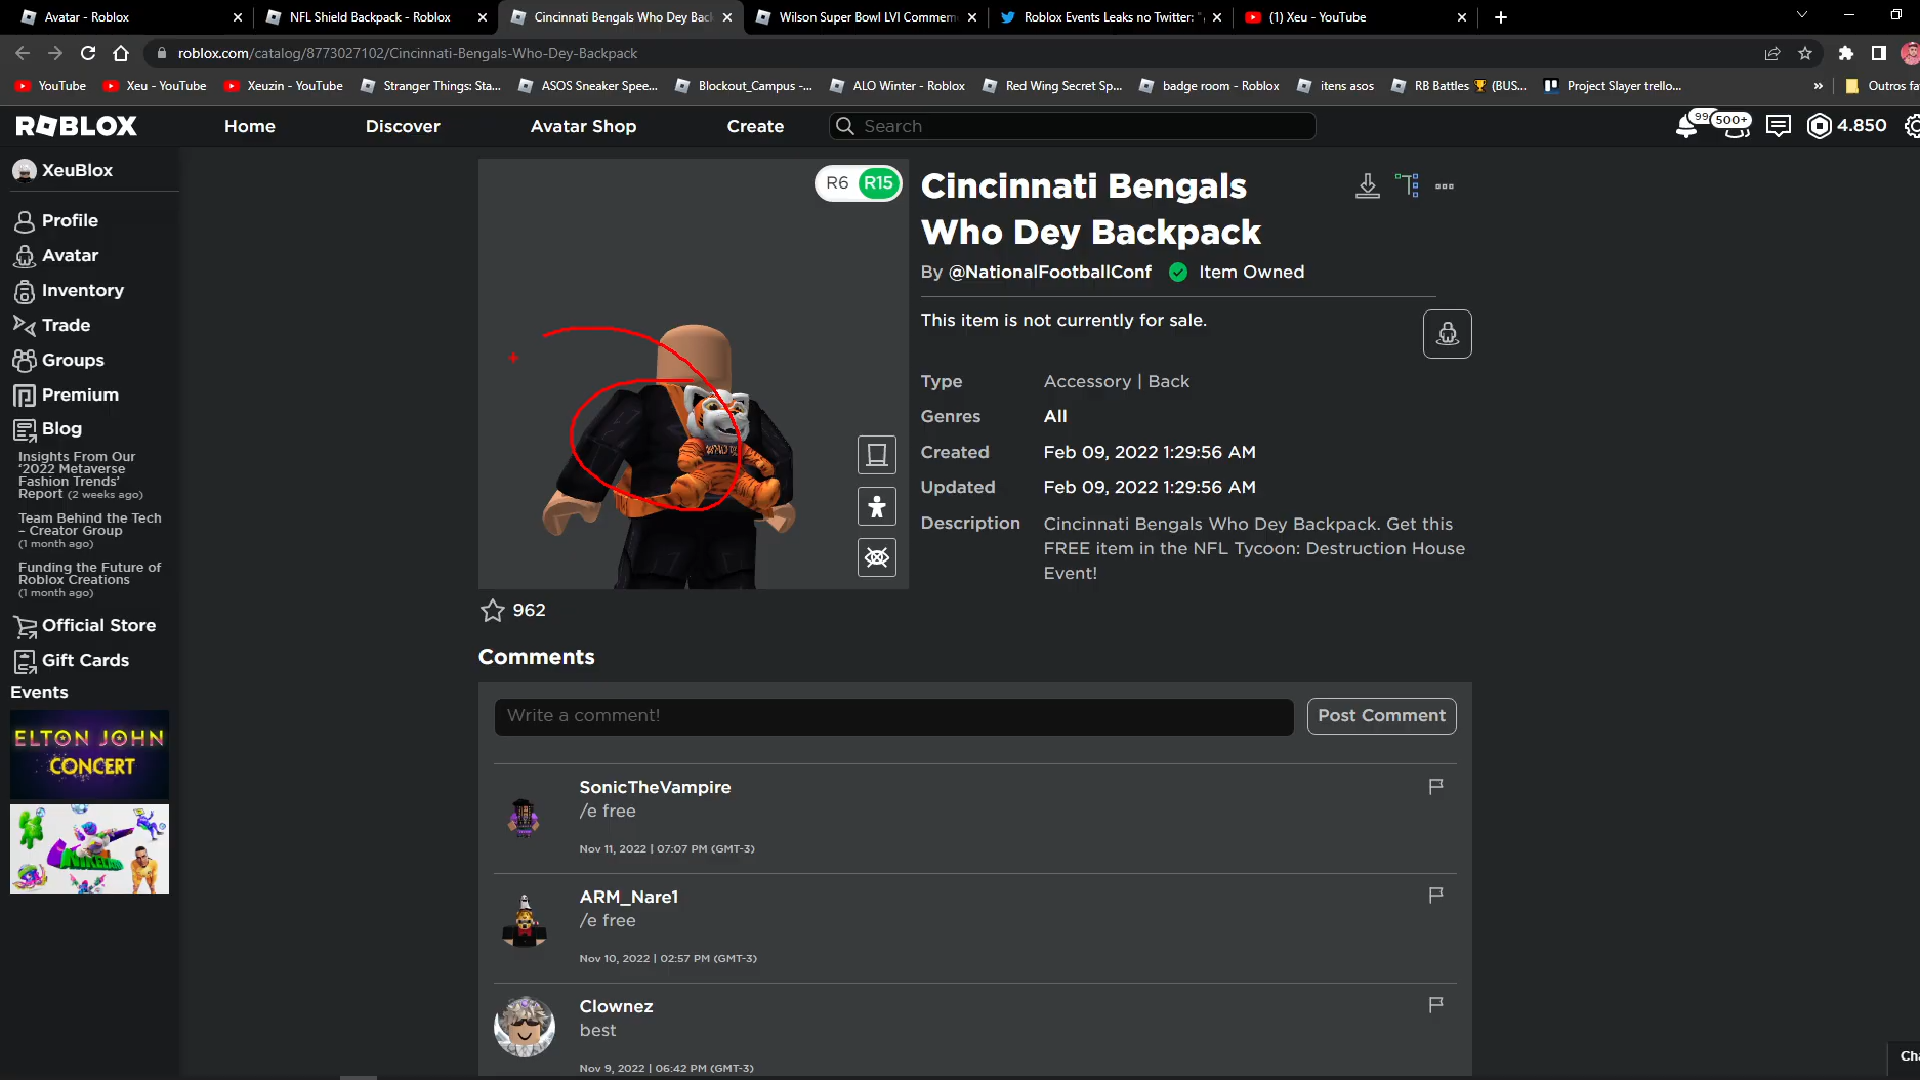 Avatar - Roblox
NFL Shield Backpack - Roblox
Cincinnati Bengals Who Dey Bac
Wilson Super Bowl LVI Commem
Roblox Events Leaks no Twitter: "
(1) Xeu - YouTube
roblox.com/catalog/8773027102/Cincinnati-Bengals-Who-Dey-Backpack
YouTube
Xeu - YouTube
Xeuzin - YouTube
Stranger Things: Sta...
ASOS Sneaker Spee...
Blockout_Campus -...
ALO Winter - Roblox
Red Wing Secret Sp...
badge room - Roblox
itens asos
RB Battles 🏆 (BUS...
Project Slayer trello...
»
Outros fa
ROBLOX
Home
Discover
Avatar Shop
Create
Search
99
500+
4.850
XeuBlox
Profile
Avatar
Inventory
Trade
Groups
Premium
Blog
Insights From Our
‘2022 Metaverse
Fashion Trends’
Report (2 weeks ago)
Team Behind the Tech
– Creator Group
(1 month ago)
Funding the Future of
Roblox Creations
(1 month ago)
Official Store
Gift Cards
Events
ELTON JOHN
CONCERT
R6 R15
Cincinnati Bengals
Who Dey Backpack
By @NationalFootballConf Item Owned
This item is not currently for sale.
Type Accessory | Back
Genres All
Created Feb 09, 2022 1:29:56 AM
Updated Feb 09, 2022 1:29:56 AM
Description Cincinnati Bengals Who Dey Backpack. Get this
FREE item in the NFL Tycoon: Destruction House
Event!
962
Comments
Write a comment!
Post Comment
SonicTheVampire
/e free
Nov 11, 2022 | 07:07 PM (GMT-3)
ARM_Nare1
/e free
Nov 10, 2022 | 02:57 PM (GMT-3)
Clownez
best
Nov 9, 2022 | 06:42 PM (GMT-3)
Cha